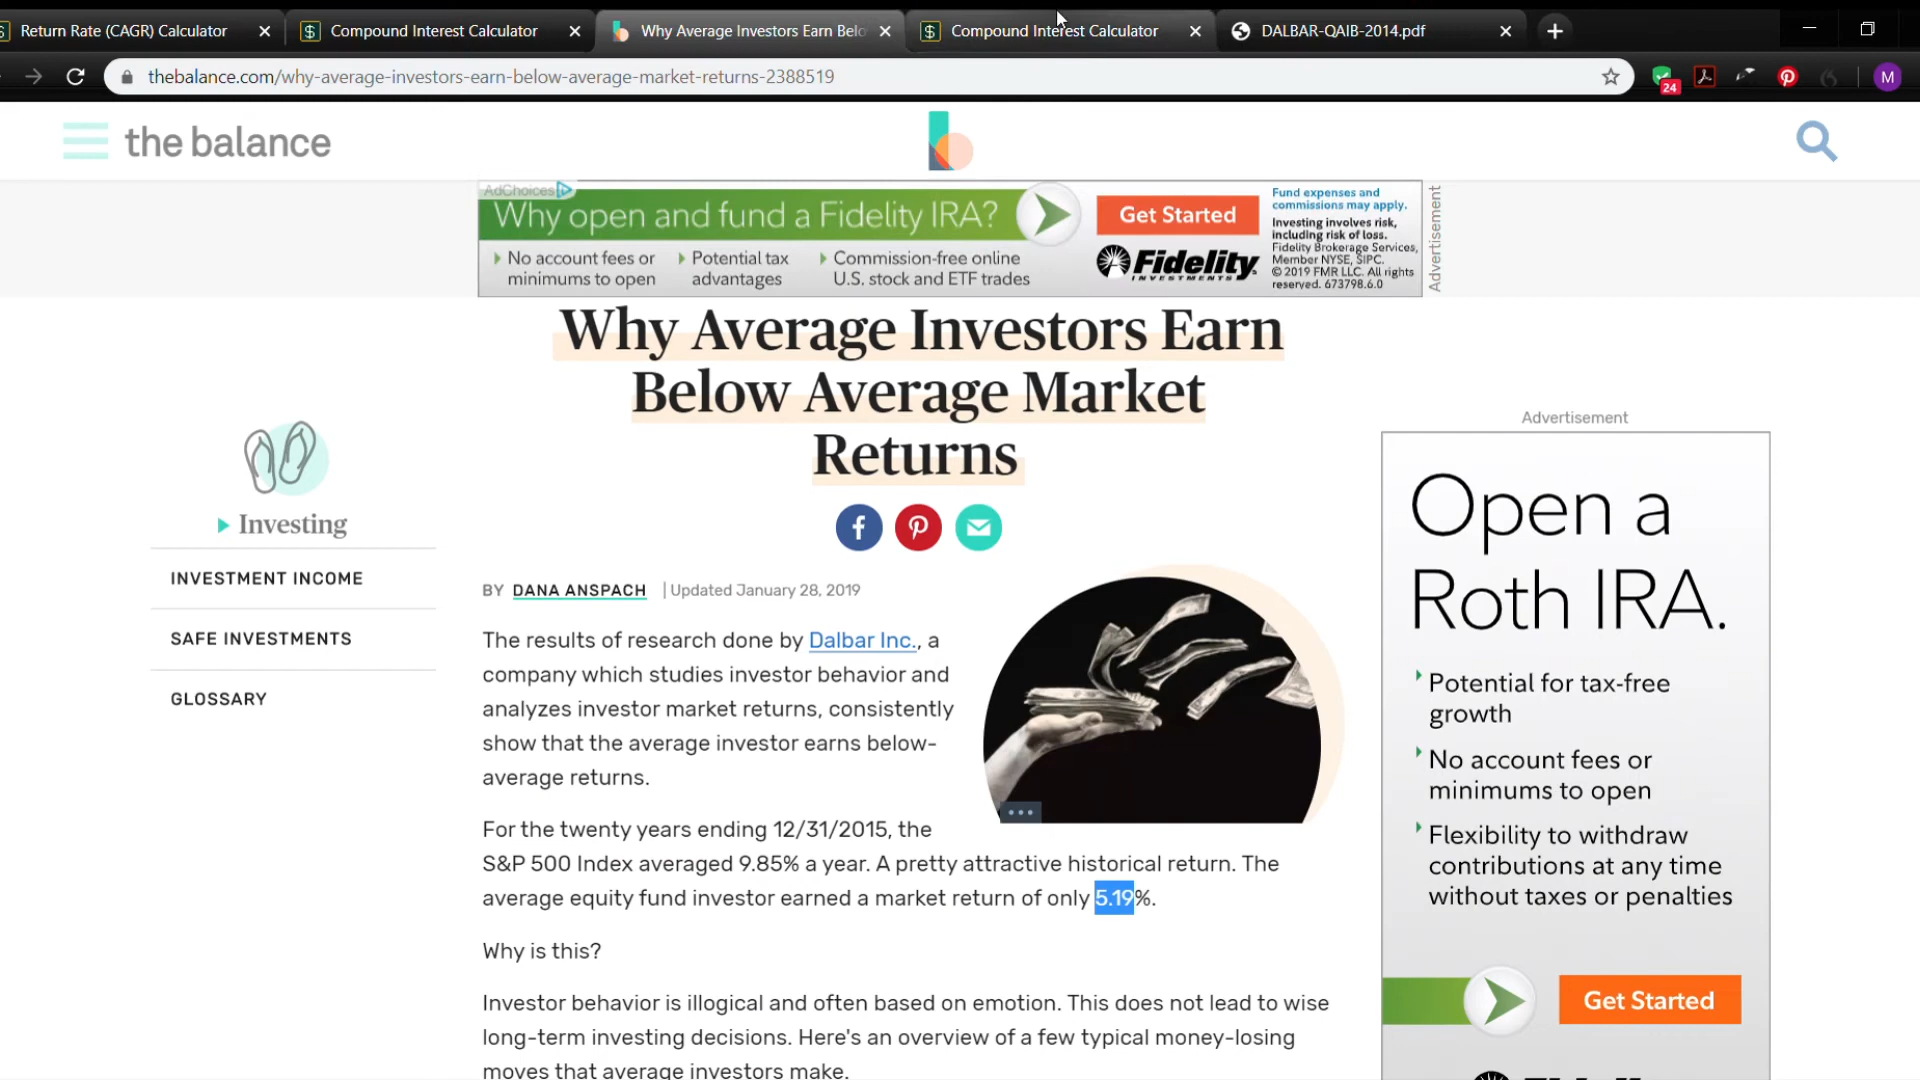 Return Rate (CAGR) Calculator
Compound Interest Calculator
Why Average Investors Earn Belo
Compound Interest Calculator
DALBAR-QAIB-2014.pdf
thebalance.com/why-average-investors-earn-below-average-market-returns-2388519
24
M
the balance
AdChoices
Why open and fund a Fidelity IRA?
No account fees or
minimums to open
Potential tax
advantages
Commission-free online
U.S. stock and ETF trades
Get Started
Fidelity
INVESTMENTS
Fund expenses and
commissions may apply.
Investing involves risk,
including risk of loss.
Fidelity Brokerage Services,
Member NYSE, SIPC.
© 2019 FMR LLC. All rights
reserved. 673798.6.0
Advertisement
Why Average Investors Earn
Below Average Market
Returns
Investing
INVESTMENT INCOME
SAFE INVESTMENTS
GLOSSARY
BY DANA ANSPACH | Updated January 28, 2019
The results of research done by Dalbar Inc., a
company which studies investor behavior and
analyzes investor market returns, consistently
show that the average investor earns below-
average returns.
For the twenty years ending 12/31/2015, the
S&P 500 Index averaged 9.85% a year. A pretty attractive historical return. The
average equity fund investor earned a market return of only 5.19%.
Why is this?
Investor behavior is illogical and often based on emotion. This does not lead to wise
long-term investing decisions. Here's an overview of a few typical money-losing
moves that average investors make.
Advertisement
Open a
Roth IRA.
Potential for tax-free
growth
No account fees or
minimums to open
Flexibility to withdraw
contributions at any time
without taxes or penalties
Get Started